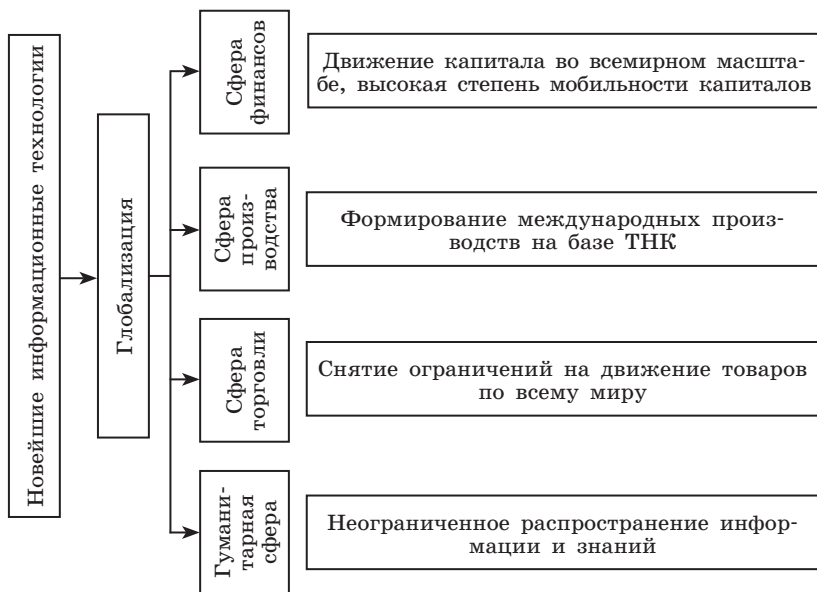 Новейшие информационные технологии
Глобализация
Сфера
финансов
Движение капитала во всемирном масшта-
бе, высокая степень мобильности капиталов
Сфера
произ-
водства
Формирование международных произ-
водств на базе ТНК
Сфера
торговли
Снятие ограничений на движение товаров
по всему миру
Гумани-
тарная
сфера
Неограниченное распространение инфор-
мации и знаний